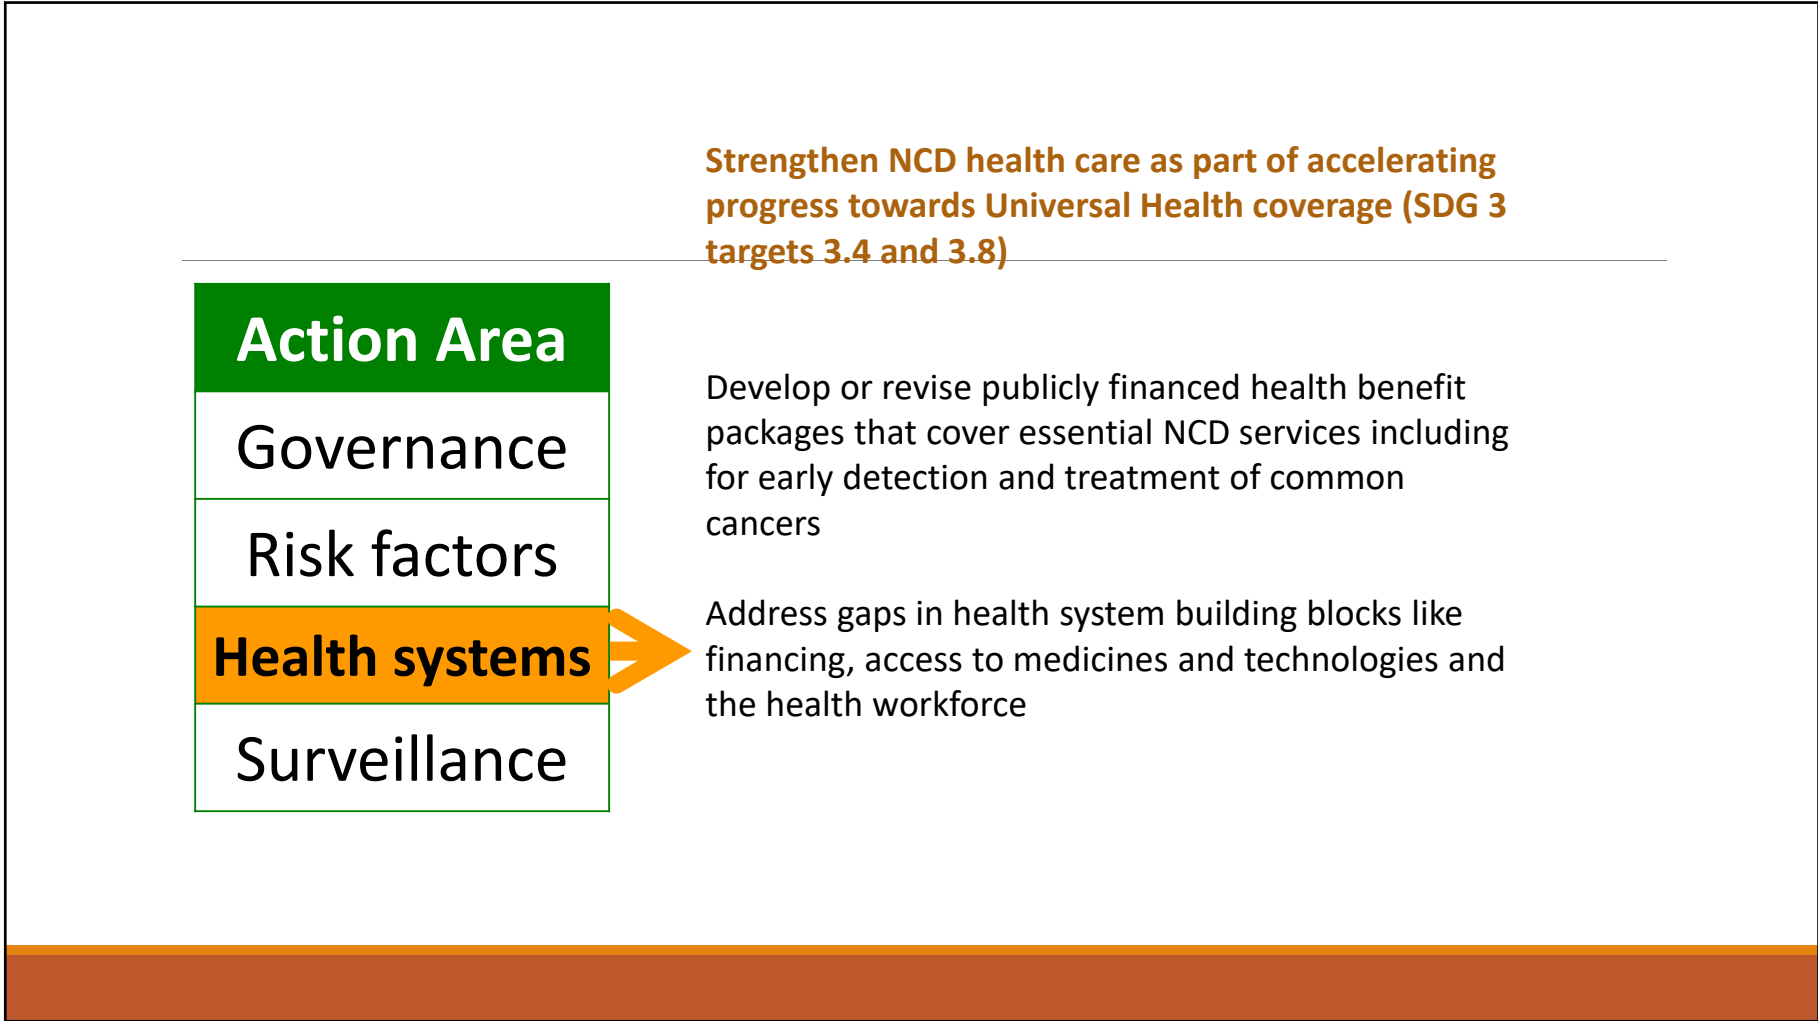 Strengthen NCD health care as part of accelerating
progress towards Universal Health coverage (SDG 3
targets 3.4 and 3.8)
Action Area
Governance
Risk factors
Health systems
Surveillance
Develop or revise publicly financed health benefit
packages that cover essential NCD services including
for early detection and treatment of common
cancers
Address gaps in health system building blocks like
financing, access to medicines and technologies and
the health workforce